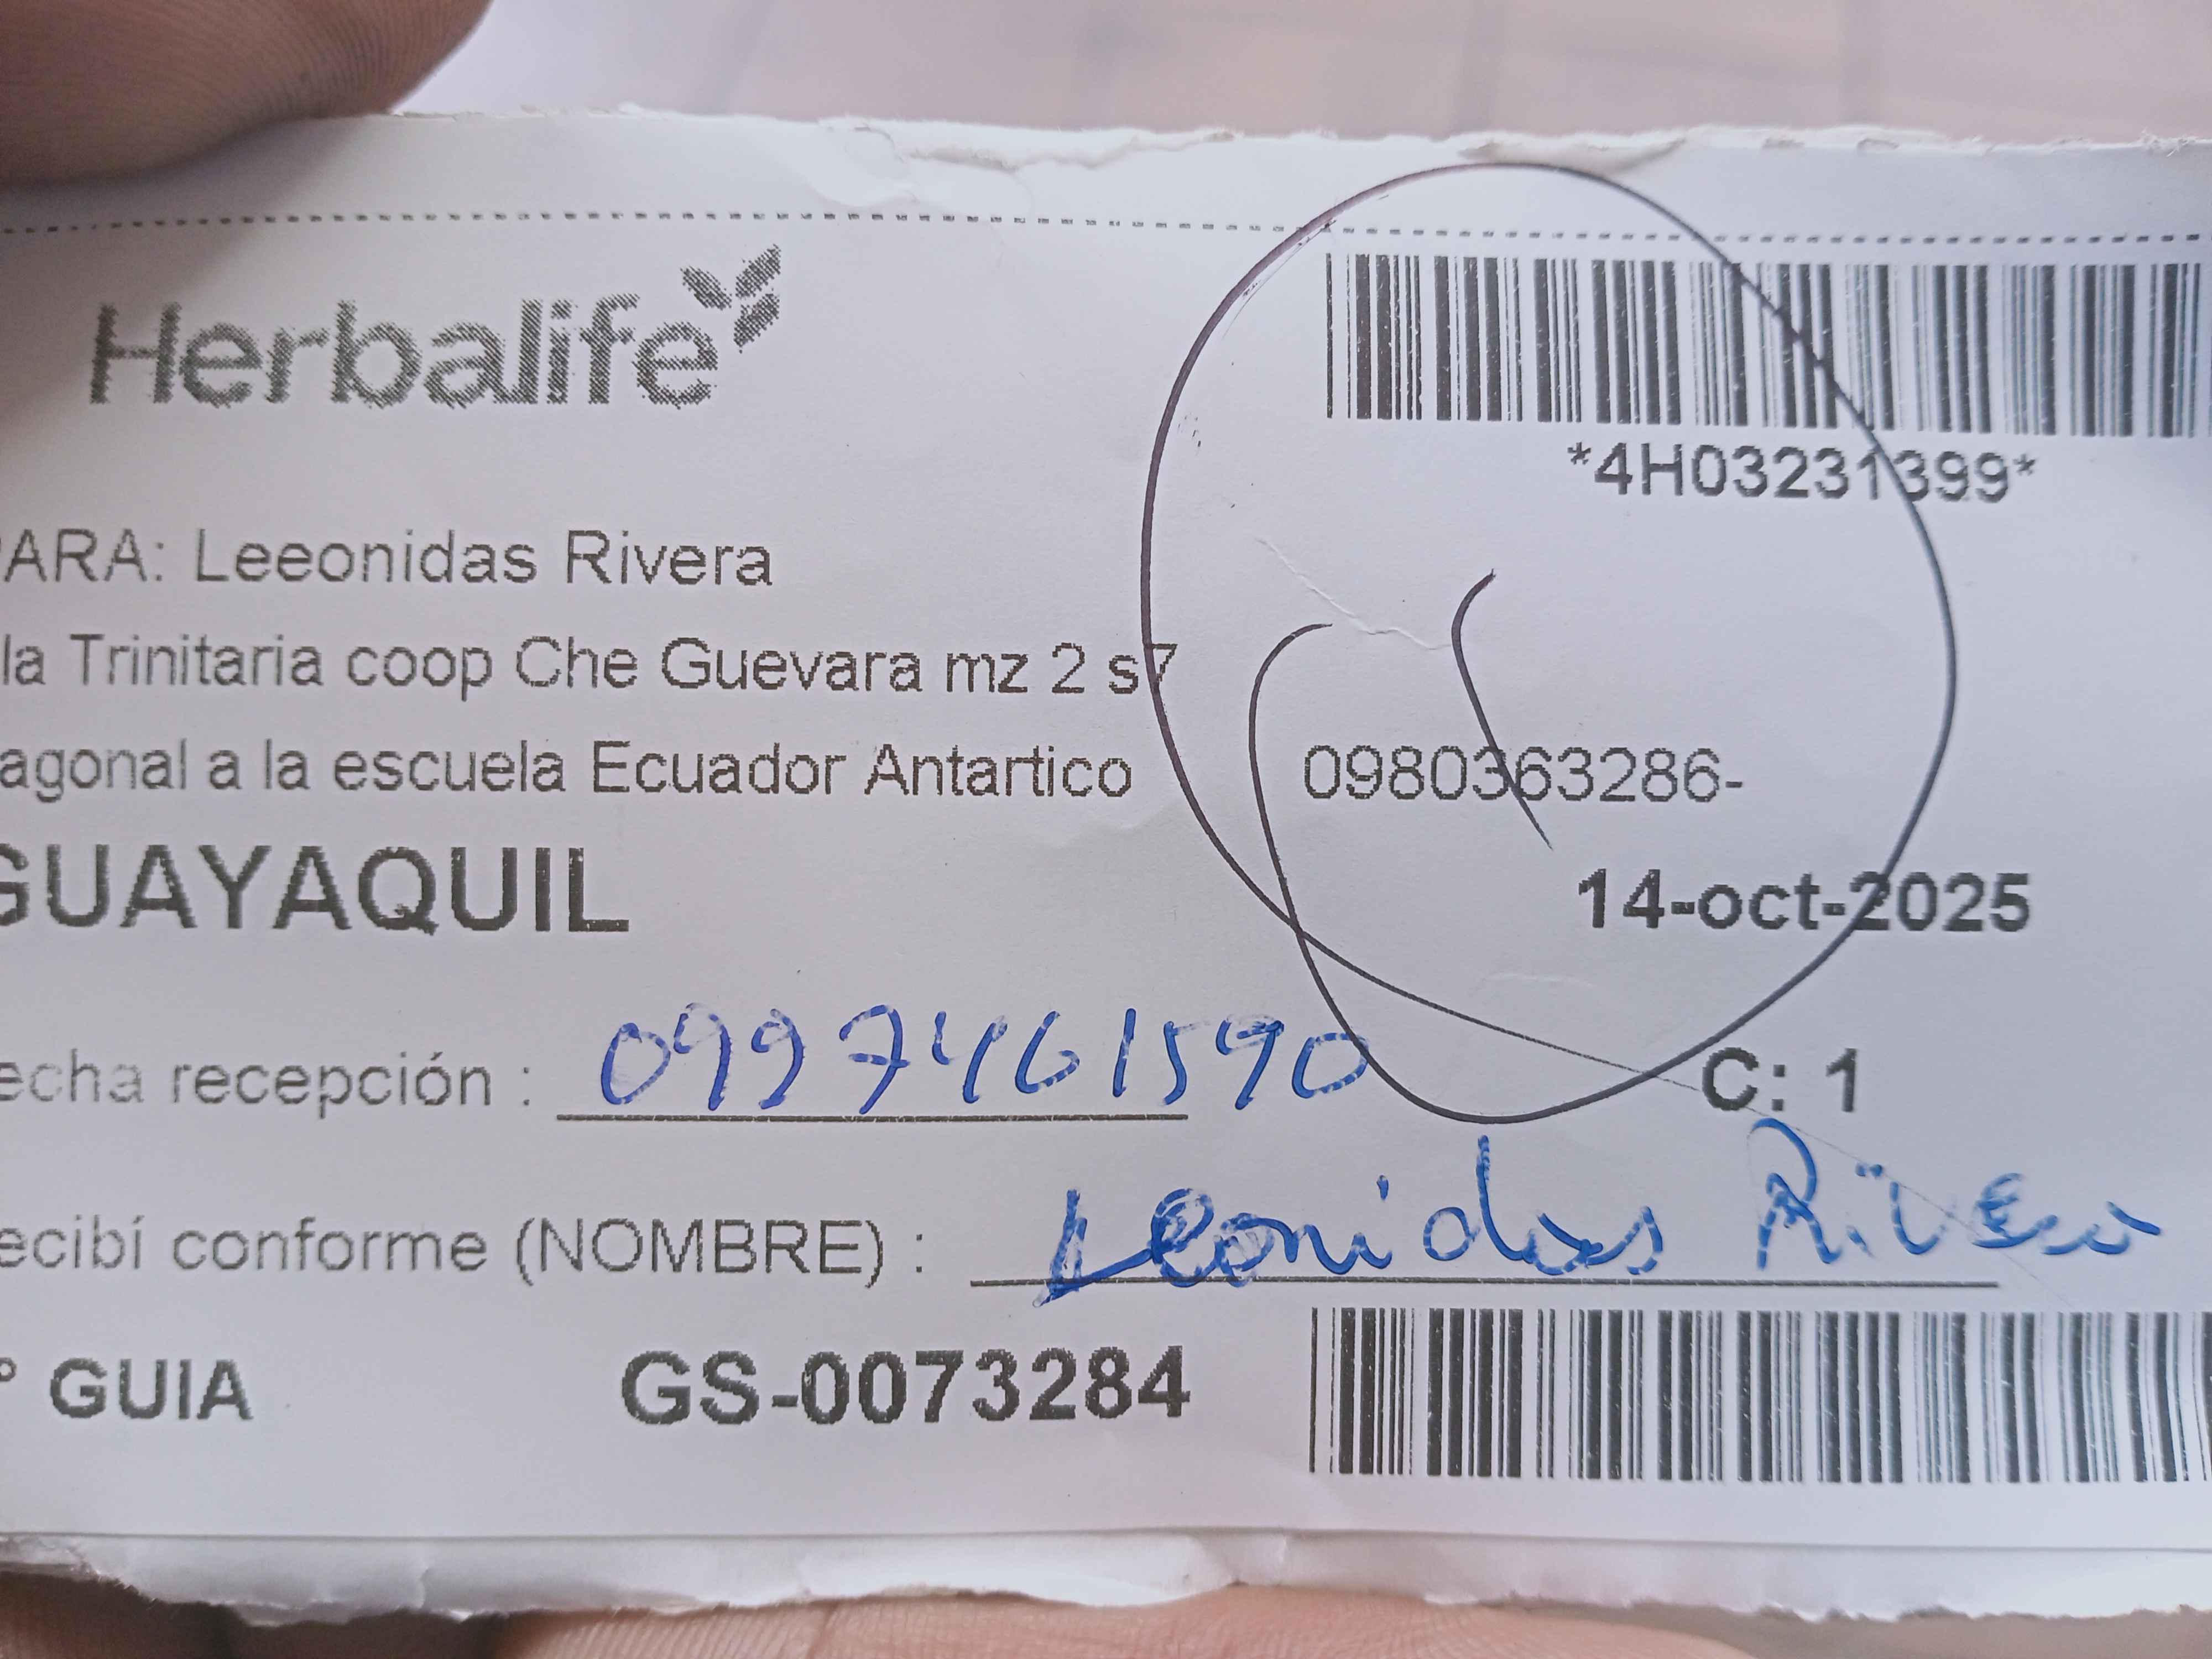 Herbalife
*4H03231399*
PARA: Leeonidas Rivera
la Trinitaria coop Che Guevara mz 2 s7
agonal a la escuela Ecuador Antartico 0980363286-
GUAYAQUIL
14-oct-2025
echa recepción : 0997461590
C: 1
ecibí conforme (NOMBRE) : Leonidas Rivera
° GUIA GS-0073284